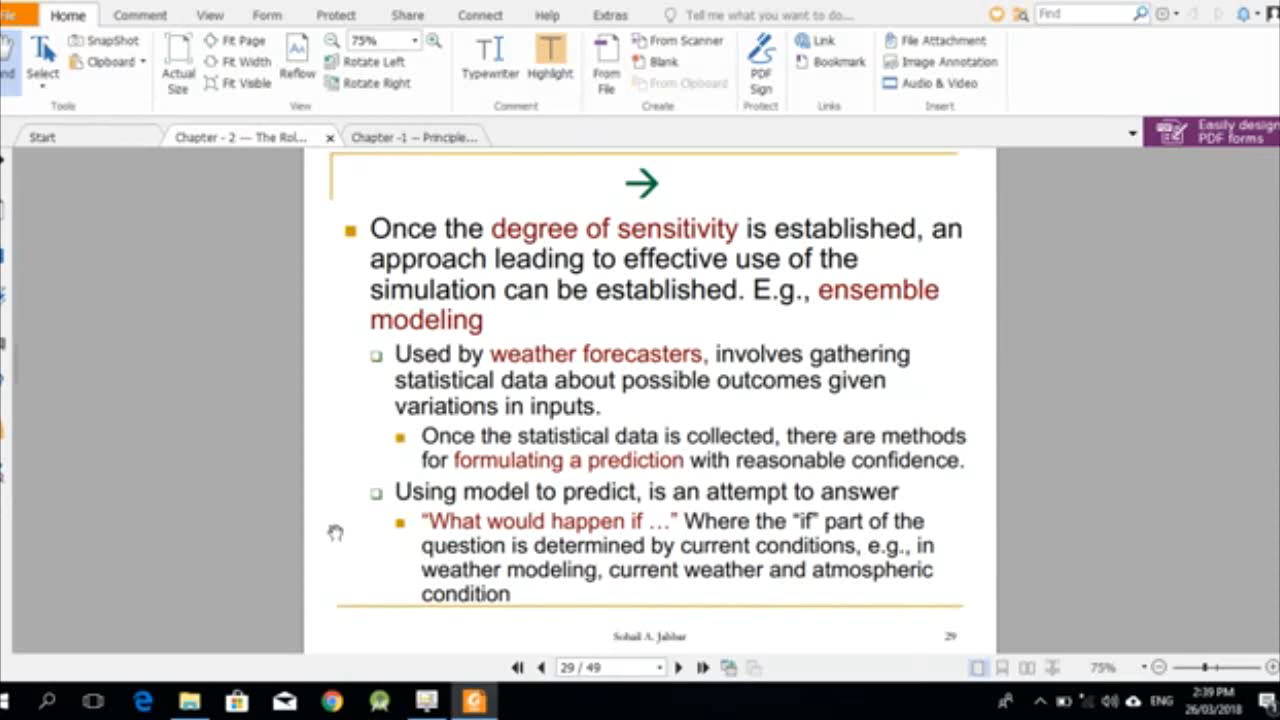 File Home Comment View Form Protect Share Connect Help Extras Tell me what you want to do... Find
SnapShot Fit Page 75% From Scanner Link File Attachment
Select Clipboard Actual Size Fit Width Reflow Rotate Left Typewriter Highlight From File Blank PDF Sign Bookmark Image Annotation
Fit Visible Rotate Right From Clipboard Audio & Video
Tools View Comment Create Protect Links Insert
Start Chapter - 2 — The Rol... Chapter -1 -- Principle... Easily design
PDF forms
→
Once the degree of sensitivity is established, an
approach leading to effective use of the
simulation can be established. E.g., ensemble
modeling
Used by weather forecasters, involves gathering
statistical data about possible outcomes given
variations in inputs.
Once the statistical data is collected, there are methods
for formulating a prediction with reasonable confidence.
Using model to predict, is an attempt to answer
“What would happen if …” Where the “if” part of the
question is determined by current conditions, e.g., in
weather modeling, current weather and atmospheric
condition
Sohail A. Jabbar 29
29 / 49 75%
ENG 2:39 PM
26/03/2018